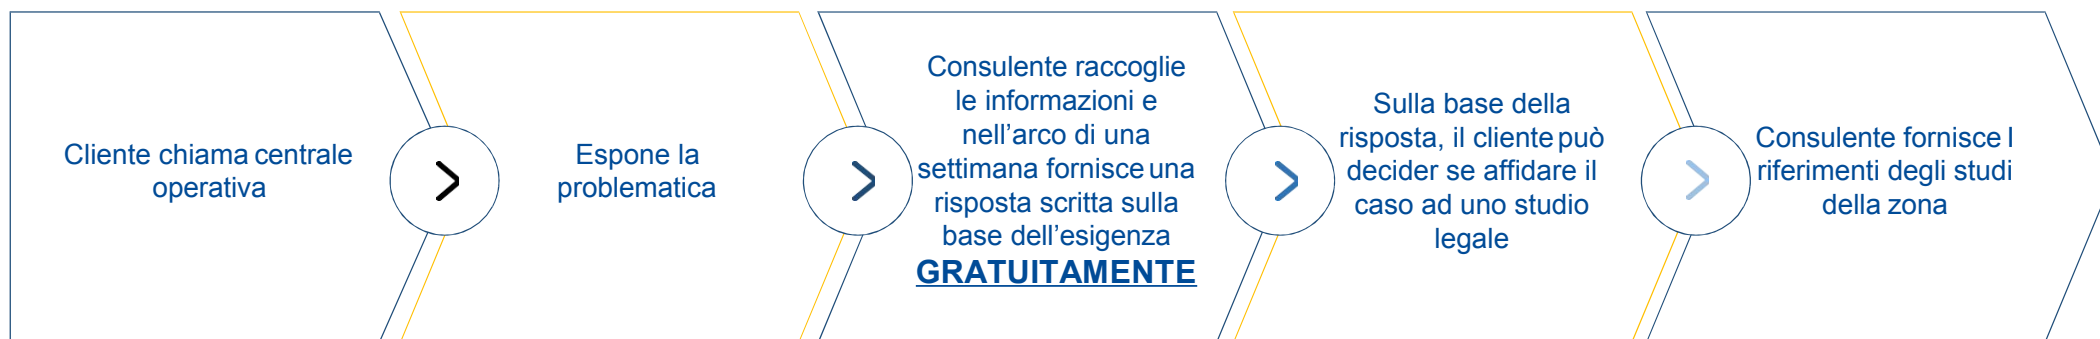 Cliente chiama centrale
operativa
Espone la
problematica
Consulente raccoglie
le informazioni e
nell’arco di una
settimana fornisce una
risposta scritta sulla
base dell’esigenza
GRATUITAMENTE
Sulla base della
risposta, il cliente può
decider se affidare il
caso ad uno studio
legale
Consulente fornisce I
riferimenti degli studi
della zona